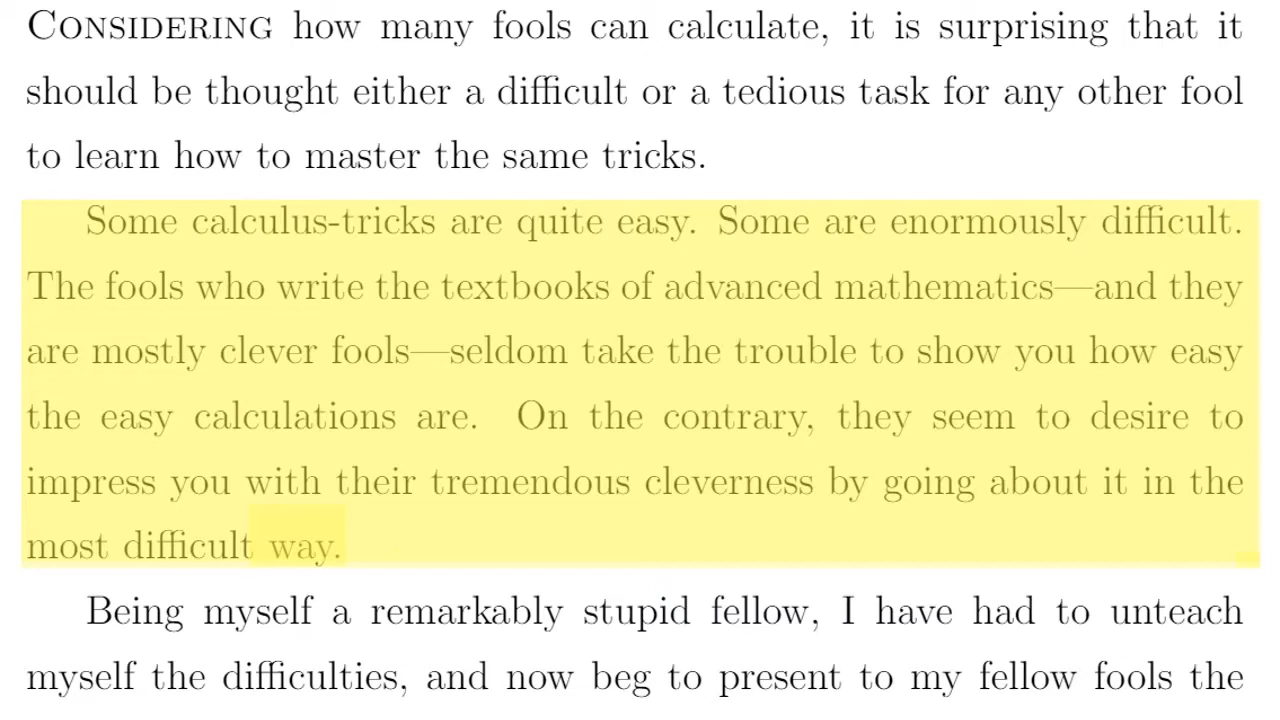 CONSIDERING how many fools can calculate, it is surprising that it
should be thought either a difficult or a tedious task for any other fool
to learn how to master the same tricks.
Some calculus-tricks are quite easy. Some are enormously difficult.
The fools who write the textbooks of advanced mathematics—and they
are mostly clever fools—seldom take the trouble to show you how easy
the easy calculations are. On the contrary, they seem to desire to
impress you with their tremendous cleverness by going about it in the
most difficult way.
Being myself a remarkably stupid fellow, I have had to unteach
myself the difficulties, and now beg to present to my fellow fools the